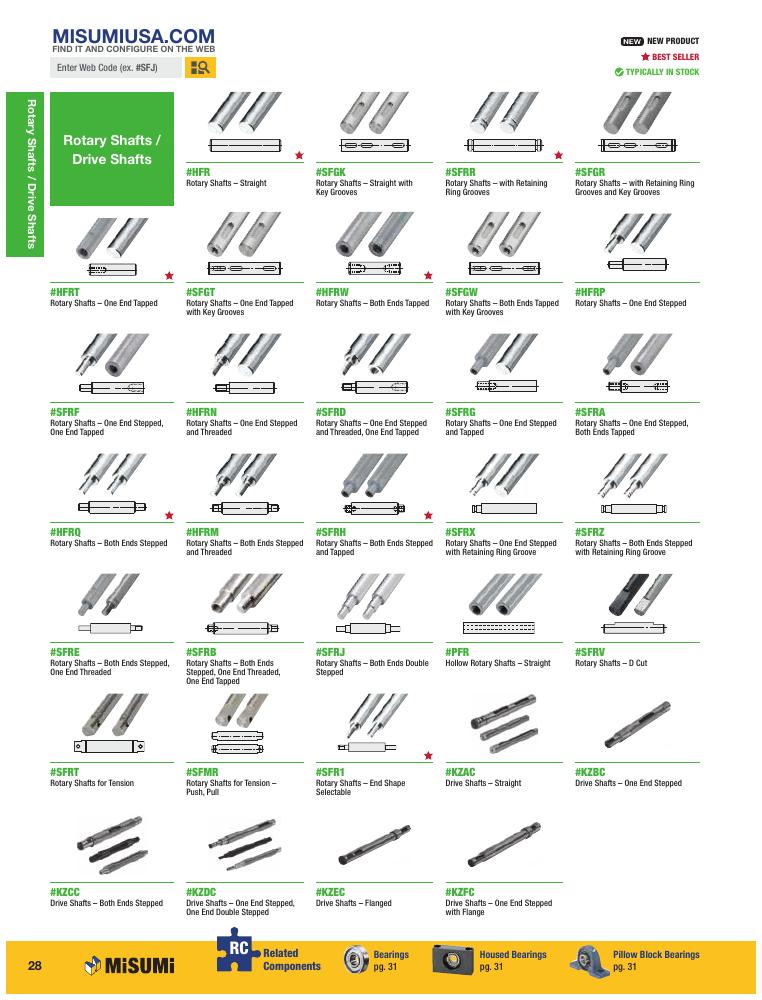 MISUMIUSA.COM
FIND IT AND CONFIGURE ON THE WEB
Enter Web Code (ex. #SFJ)
NEW NEW PRODUCT
BEST SELLER
TYPICALLY IN STOCK
Rotary Shafts / Drive Shafts
Rotary Shafts /
Drive Shafts
#HFR
Rotary Shafts – Straight
#SFGK
Rotary Shafts – Straight with
Key Grooves
#SFRR
Rotary Shafts – with Retaining
Ring Grooves
#SFGR
Rotary Shafts – with Retaining Ring
Grooves and Key Grooves
#HFRT
Rotary Shafts – One End Tapped
#SFGT
Rotary Shafts – One End Tapped
with Key Grooves
#HFRW
Rotary Shafts – Both Ends Tapped
#SFGW
Rotary Shafts – Both Ends Tapped
with Key Grooves
#HFRP
Rotary Shafts – One End Stepped
#SFRF
Rotary Shafts – One End Stepped,
One End Tapped
#HFRN
Rotary Shafts – One End Stepped
and Threaded
#SFRD
Rotary Shafts – One End Stepped
and Threaded, One End Tapped
#SFRG
Rotary Shafts – One End Stepped
and Tapped
#SFRA
Rotary Shafts – One End Stepped,
Both Ends Tapped
#HFRQ
Rotary Shafts – Both Ends Stepped
#HFRM
Rotary Shafts – Both Ends Stepped
and Threaded
#SFRH
Rotary Shafts – Both Ends Stepped
and Tapped
#SFRX
Rotary Shafts – One End Stepped
with Retaining Ring Groove
#SFRZ
Rotary Shafts – Both Ends Stepped
with Retaining Ring Groove
#SFRE
Rotary Shafts – Both Ends Stepped,
One End Threaded
#SFRB
Rotary Shafts – Both Ends
Stepped, One End Threaded,
One End Tapped
#SFRJ
Rotary Shafts – Both Ends Double
Stepped
#PFR
Hollow Rotary Shafts – Straight
#SFRV
Rotary Shafts – D Cut
#SFRT
Rotary Shafts for Tension
#SFMR
Rotary Shafts for Tension –
Push, Pull
#SFR1
Rotary Shafts – End Shape
Selectable
#KZAC
Drive Shafts – Straight
#KZBC
Drive Shafts – One End Stepped
#KZCC
Drive Shafts – Both Ends Stepped
#KZDC
Drive Shafts – One End Stepped,
One End Double Stepped
#KZEC
Drive Shafts – Flanged
#KZFC
Drive Shafts – One End Stepped
with Flange
28
MiSUMi
RC
Related
Components
Bearings
pg. 31
Housed Bearings
pg. 31
Pillow Block Bearings
pg. 31